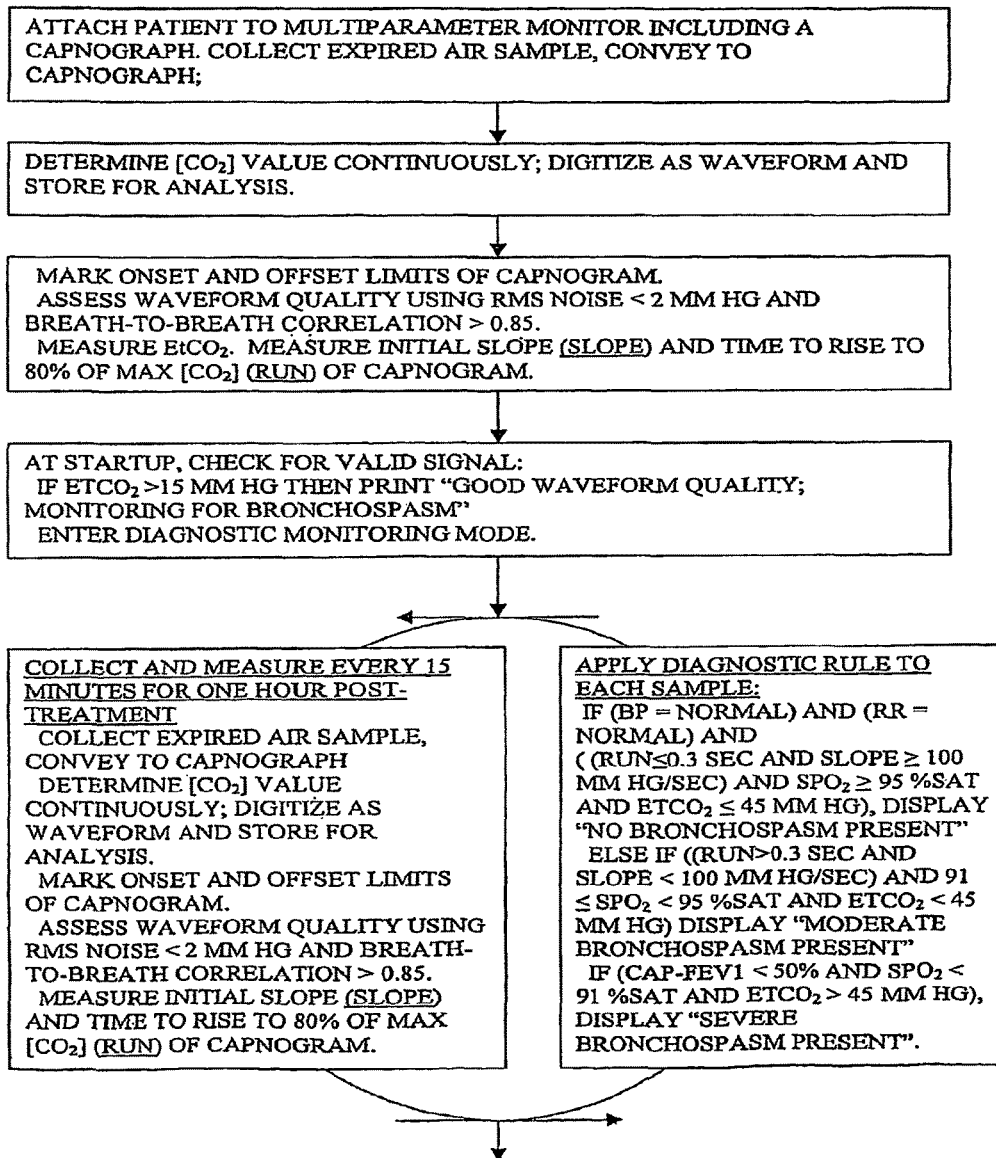 ATTACH PATIENT TO MULTIPARAMETER MONITOR INCLUDING A
CAPNOGRAPH. COLLECT EXPIRED AIR SAMPLE, CONVEY TO
CAPNOGRAPH;
DETERMINE [CO₂] VALUE CONTINUOUSLY; DIGITIZE AS WAVEFORM AND
STORE FOR ANALYSIS.
MARK ONSET AND OFFSET LIMITS OF CAPNOGRAM.
ASSESS WAVEFORM QUALITY USING RMS NOISE < 2 MM HG AND
BREATH-TO-BREATH CORRELATION > 0.85.
MEASURE EtCO₂. MEASURE INITIAL SLOPE (SLOPE) AND TIME TO RISE TO
80% OF MAX [CO₂] (RUN) OF CAPNOGRAM.
AT STARTUP, CHECK FOR VALID SIGNAL:
IF ETCO₂ >15 MM HG THEN PRINT “GOOD WAVEFORM QUALITY;
MONITORING FOR BRONCHOSPASM”
ENTER DIAGNOSTIC MONITORING MODE.
COLLECT AND MEASURE EVERY 15
MINUTES FOR ONE HOUR POST-
TREATMENT
COLLECT EXPIRED AIR SAMPLE,
CONVEY TO CAPNOGRAPH
DETERMINE [CO₂] VALUE
CONTINUOUSLY; DIGITIZE AS
WAVEFORM AND STORE FOR
ANALYSIS.
MARK ONSET AND OFFSET LIMITS
OF CAPNOGRAM.
ASSESS WAVEFORM QUALITY USING
RMS NOISE < 2 MM HG AND BREATH-
TO-BREATH CORRELATION > 0.85.
MEASURE INITIAL SLOPE (SLOPE)
AND TIME TO RISE TO 80% OF MAX
[CO₂] (RUN) OF CAPNOGRAM.
APPLY DIAGNOSTIC RULE TO
EACH SAMPLE:
IF (BP = NORMAL) AND (RR =
NORMAL) AND
( (RUN≤0.3 SEC AND SLOPE ≥ 100
MM HG/SEC) AND SPO₂ ≥ 95 %SAT
AND ETCO₂ ≤ 45 MM HG), DISPLAY
“NO BRONCHOSPASM PRESENT”
ELSE IF ((RUN>0.3 SEC AND
SLOPE < 100 MM HG/SEC) AND 91
≤ SPO₂ < 95 %SAT AND ETCO₂ < 45
MM HG) DISPLAY “MODERATE
BRONCHOSPASM PRESENT”
IF (CAP-FEV1 < 50% AND SPO₂ <
91 %SAT AND ETCO₂ > 45 MM HG),
DISPLAY “SEVERE
BRONCHOSPASM PRESENT”.